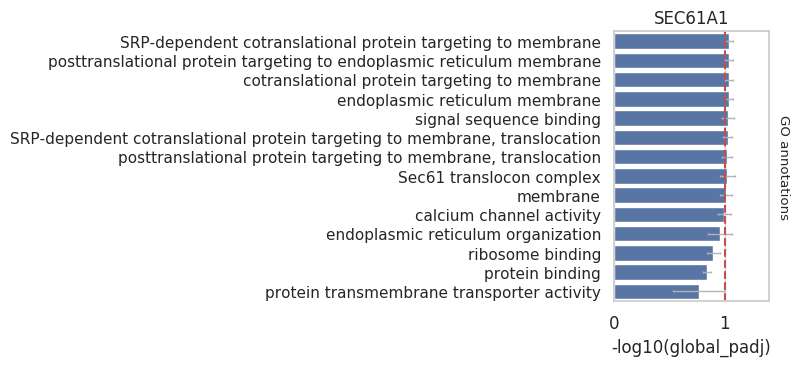 SEC61A1
SRP-dependent cotranslational protein targeting to membrane
posttranslational protein targeting to endoplasmic reticulum membrane
cotranslational protein targeting to membrane
endoplasmic reticulum membrane
signal sequence binding
SRP-dependent cotranslational protein targeting to membrane, translocation
posttranslational protein targeting to membrane, translocation
Sec61 translocon complex
membrane
calcium channel activity
endoplasmic reticulum organization
ribosome binding
protein binding
protein transmembrane transporter activity
GO annotations
0 1
-log10(global_padj)